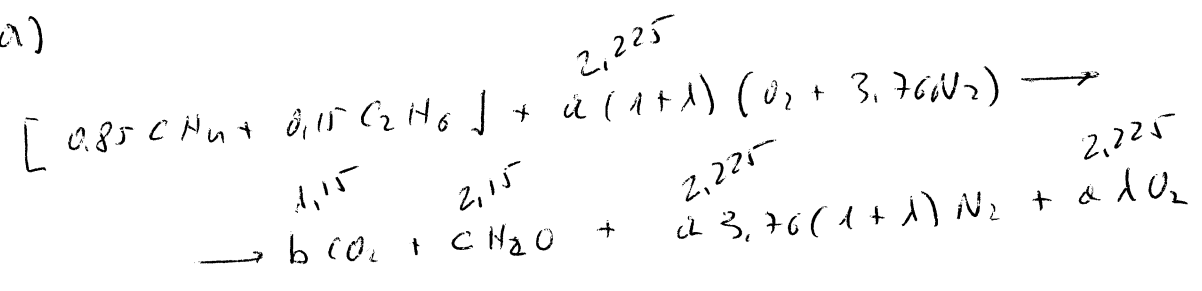 a)
2,225
[ 0.85 CH4 + 0,15 C2H6 ] + a (1+λ) (O2 + 3.76N2) →
1,15 2,15 2,225 2,225
→ b CO2 + c H2O + a 3.76 (1+λ) N2 + a λ O2